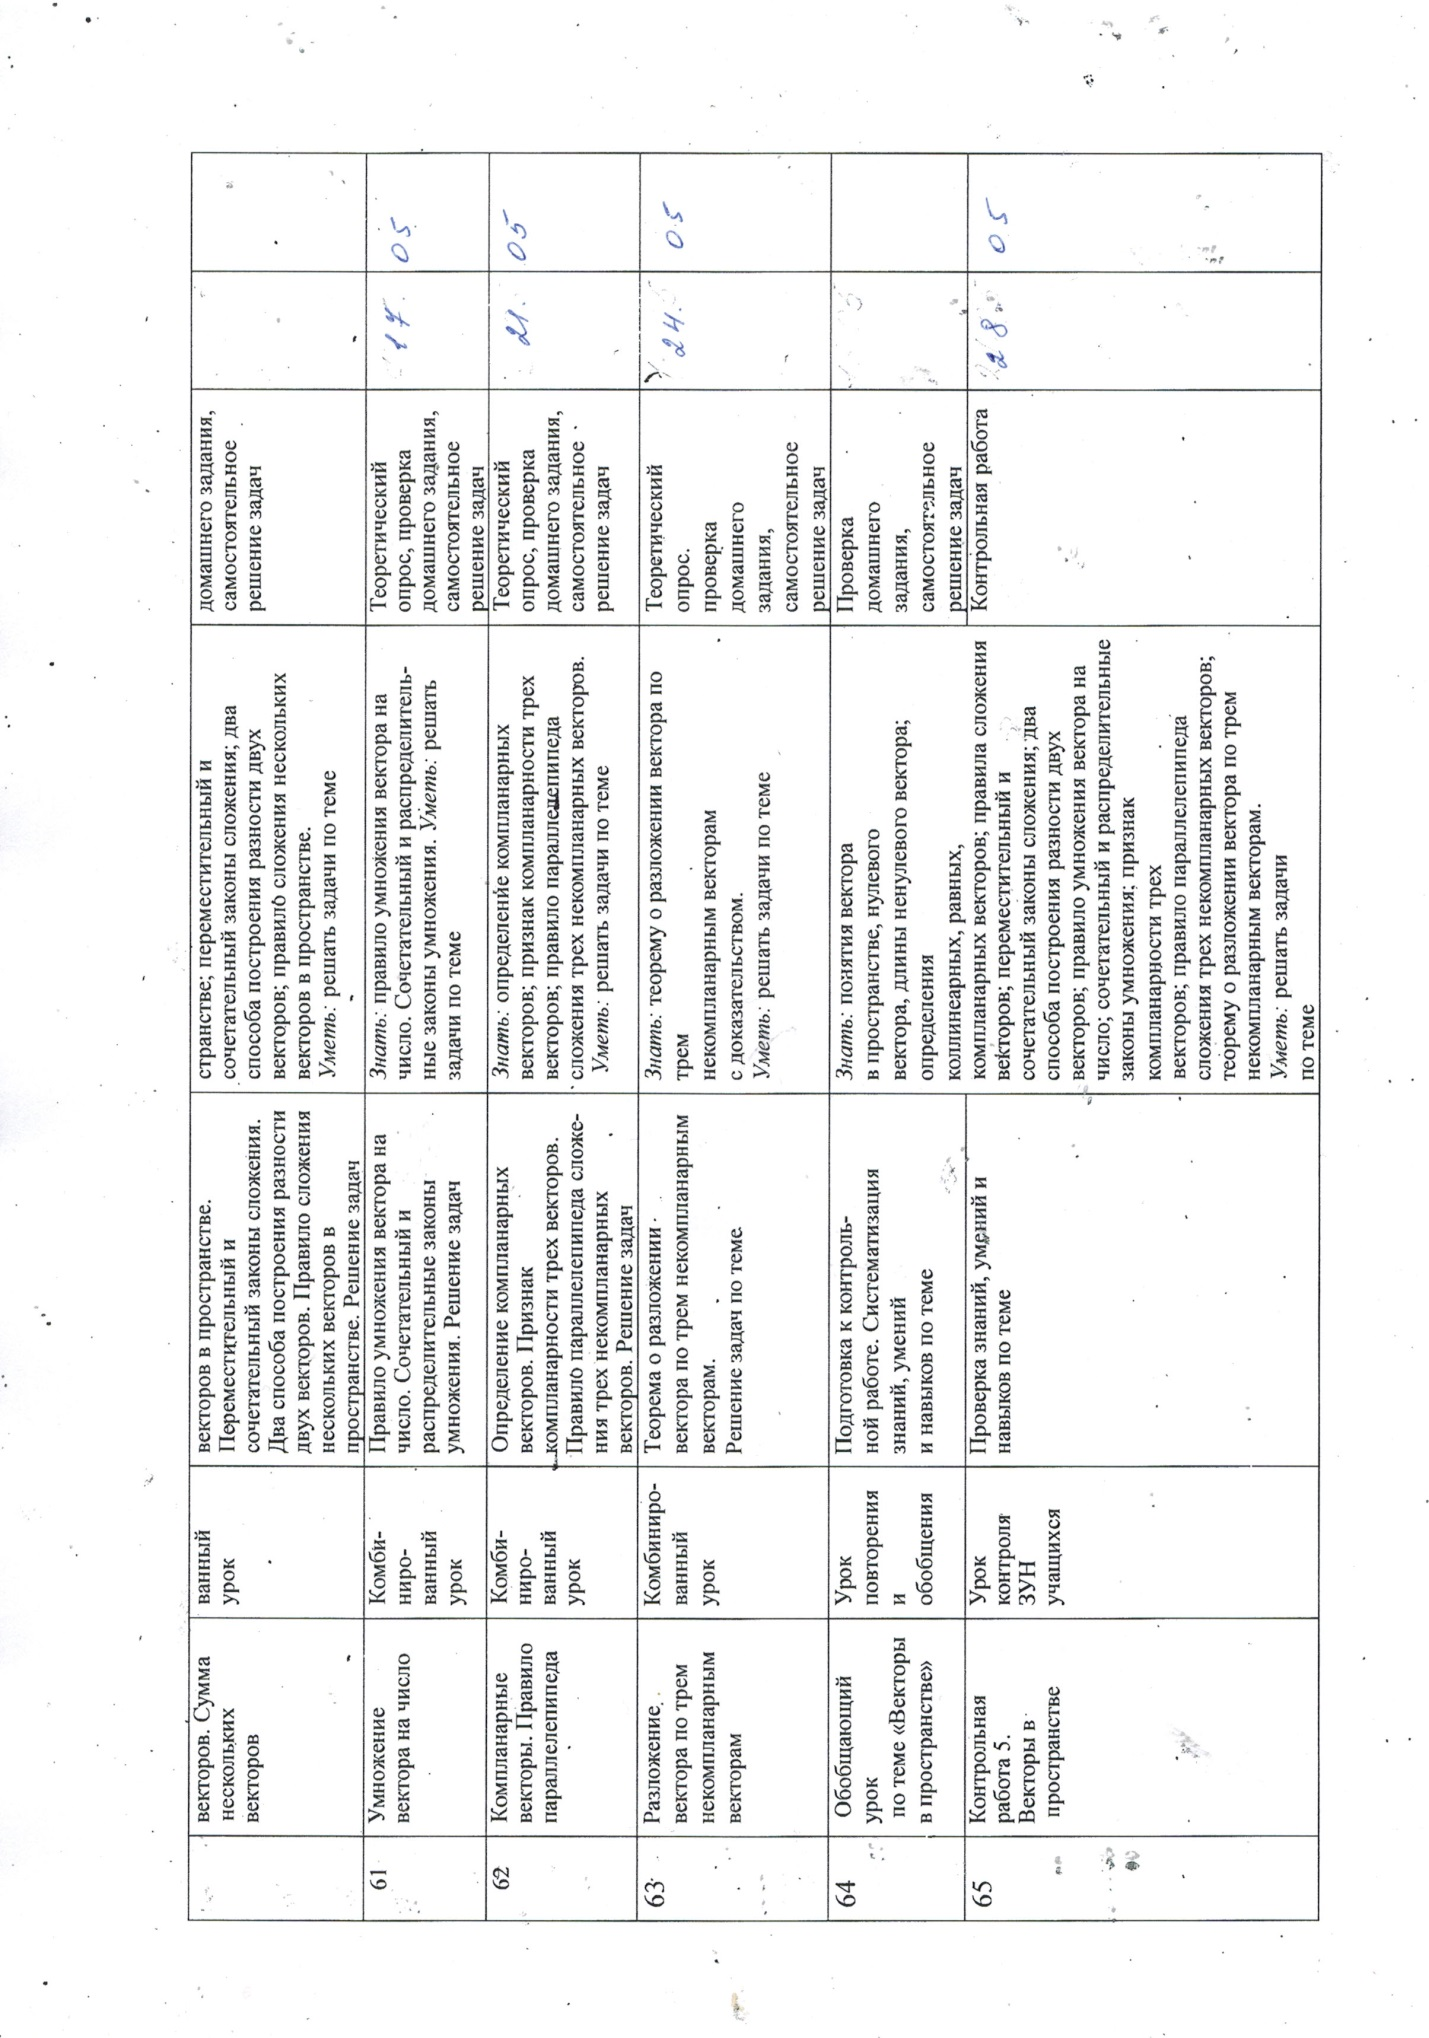 векторов. Сумма
нескольких
векторов
ванный
урок
векторов в пространстве.
Переместительный и
сочетательный законы сложения.
Два способа построения разности
двух векторов. Правило сложения
нескольких векторов в
пространстве. Решение задач
странстве; переместительный и
сочетательный законы сложения; два
способа построения разности двух
векторов; правило сложения нескольких
векторов в пространстве.
Уметь: решать задачи по теме
домашнего задания,
самостоятельное
решение задач
61
Умножение
вектора на число
Комби-
ниро-
ванный
урок
Правило умножения вектора на
число. Сочетательный и
распределительные законы
умножения. Решение задач
Знать: правило умножения вектора на
число. Сочетательный и распределитель-
ные законы умножения. Уметь: решать
задачи по теме
Теоретический
опрос, проверка
домашнего задания,
самостоятельное
решение задач
17. 05
62
Компланарные
векторы. Правило
параллелепипеда
Комби-
ниро-
ванный
урок
Определение компланарных
векторов. Признак
компланарности трех векторов.
Правило параллелепипеда сложе-
ния трех некомпланарных
векторов. Решение задач
Знать: определение компланарных
векторов; признак компланарности трех
векторов; правило параллелепипеда
сложения трех некомпланарных векторов.
Уметь: решать задачи по теме
Теоретический
опрос, проверка
домашнего задания,
самостоятельное
решение задач
21. 05
63
Разложение
вектора по трем
некомпланарным
векторам
Комбиниро-
ванный
урок
Теорема о разложении
вектора по трем некомпланарным
векторам.
Решение задач по теме
Знать: теорему о разложении вектора по
трем
некомпланарным векторам
с доказательством.
Уметь: решать задачи по теме
Теоретический
опрос.
проверка
домашнего
задания,
самостоятельное
решение задач
24. 05
64
Обобщающий
урок
по теме «Векторы
в пространстве»
Урок
повторения
и
обобщения
Подготовка к контроль-
ной работе. Систематизация
знаний, умений
и навыков по теме
Знать: понятия вектора
в пространстве, нулевого
вектора, длины ненулевого вектора;
определения
коллинеарных, равных,
компланарных векторов; правила сложения
векторов; переместительный и
сочетательный законы сложения; два
способа построения разности двух
векторов; правило умножения вектора на
число; сочетательный и распределительные
законы умножения; признак
компланарности трех
векторов; правило параллелепипеда
сложения трех некомпланарных векторов;
теорему о разложении вектора по трем
некомпланарным векторам.
Уметь: решать задачи
по теме
Проверка
домашнего
задания,
самостоятельное
решение задач
65
Контрольная
работа 5.
Векторы в
пространстве
Урок
контроля
ЗУН
учащихся
Проверка знаний, умений и
навыков по теме
Контрольная работа
28. 05